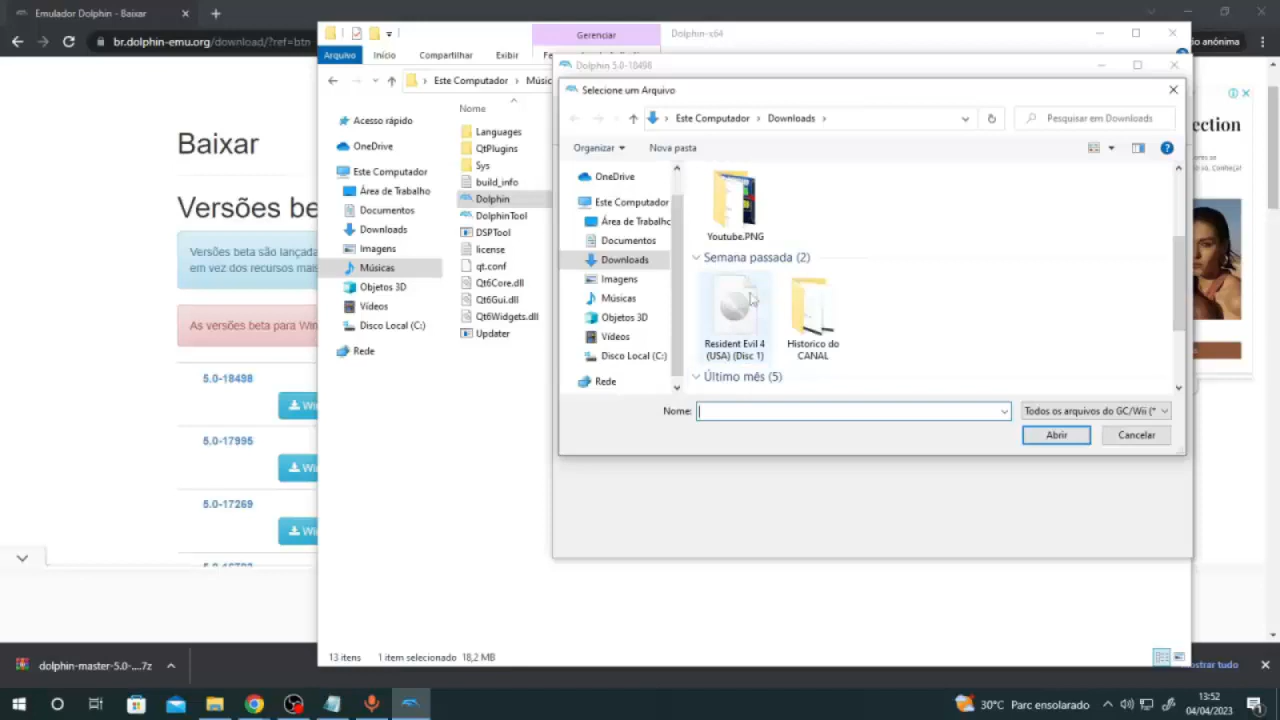 Emulador Dolphin - Baixar
br.dolphin-emu.org/download/?ref=btn
io anônima
Baixar
Versões be
Versões beta são lançada
em vez dos recursos mais
As versões beta para Win
5.0-18498
Wi
5.0-17995
Wi
5.0-17269
Wi
ection
Gerenciar
Dolphin-x64
Arquivo
Início
Compartilhar
Exibir
Este Computador
Músic
Acesso rápido
OneDrive
Este Computador
Área de Trabalho
Documentos
Downloads
Imagens
Músicas
Objetos 3D
Vídeos
Disco Local (C:)
Rede
Nome
Languages
QtPlugins
Sys
build_info
Dolphin
DolphinTool
DSPTool
license
qt.conf
Qt6Core.dll
Qt6Gui.dll
Qt6Widgets.dll
Updater
13 itens
1 item selecionado
18,2 MB
Dolphin 5.0-18498
Selecione um Arquivo
Este Computador
Downloads
Pesquisar em Downloads
Organizar
Nova pasta
OneDrive
Este Computador
Área de Trabalho
Documentos
Downloads
Imagens
Músicas
Objetos 3D
Vídeos
Disco Local (C:)
Rede
Youtube.PNG
Semana passada (2)
Resident Evil 4
(USA) (Disc 1)
Historico do
CANAL
Último mês (5)
Nome:
Todos os arquivos do GC/Wii (*
Abrir
Cancelar
dolphin-master-5.0-....7z
ostrar tudo
30°C Parc ensolarado
13:52
04/04/2023